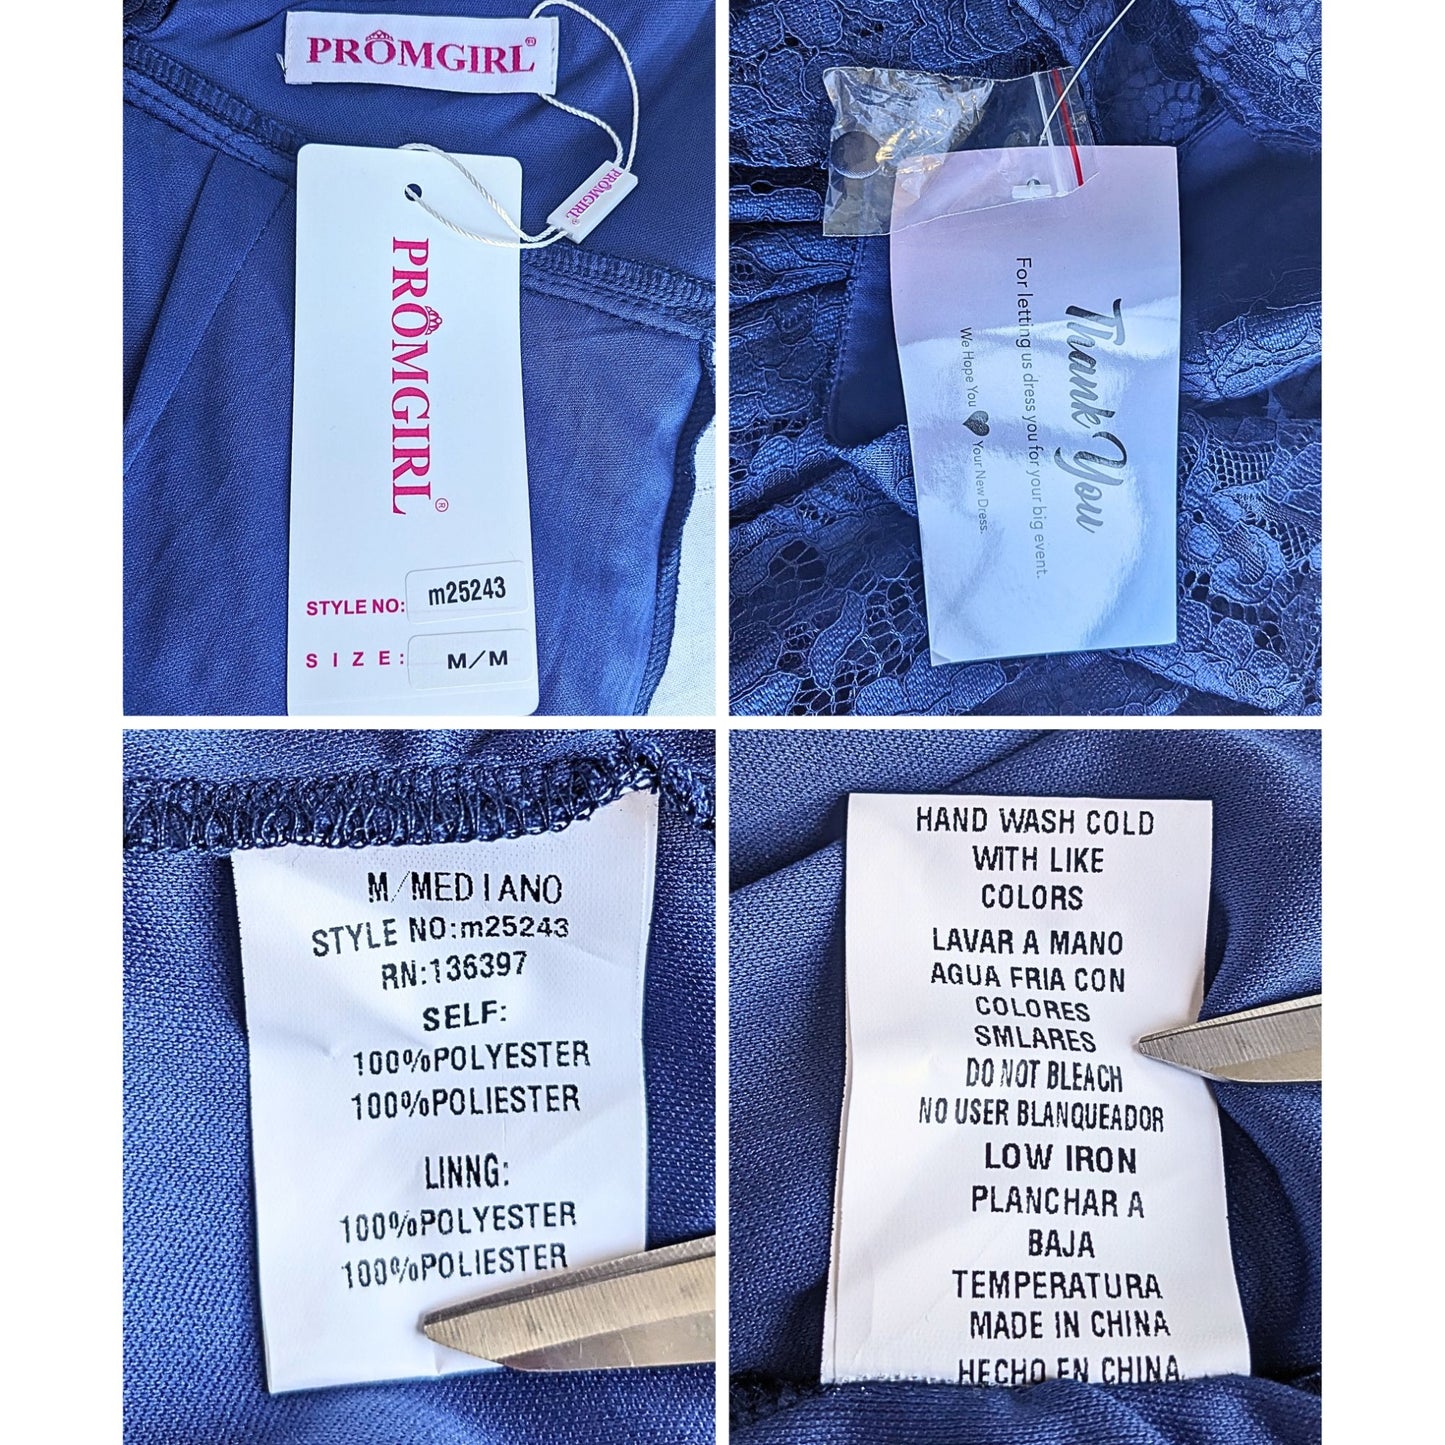 PROMGIRL®
PROMGIRL®
PROMGIRL®
STYLE NO: m25243
SIZE: M/M
Thank You
For letting us dress you for your big event.
We Hope You ♥ Your New Dress.
M/MEDIANO
STYLE NO:m25243
RN:136397
SELF:
100%POLYESTER
100%POLIESTER
LINNG:
100%POLYESTER
100%POLIESTER
HAND WASH COLD
WITH LIKE
COLORS
LAVAR A MANO
AGUA FRIA CON
COLORES
SMLARES
DO NOT BLEACH
NO USER BLANQUEADOR
LOW IRON
PLANCHAR A
BAJA
TEMPERATURA
MADE IN CHINA
HECHO EN CHINA